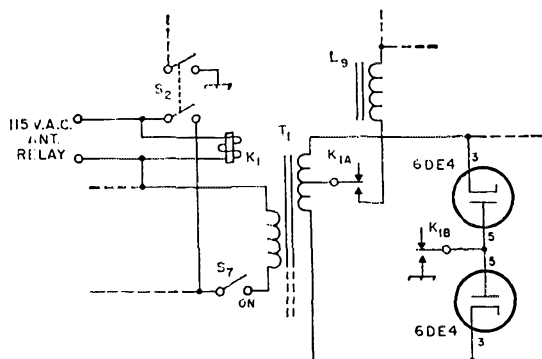 L9
S2
115 V.A.C.
ANT.
RELAY
K1
T1
K1A
3
6DE4
5
K1B
5
S7
ON
6DE4
3